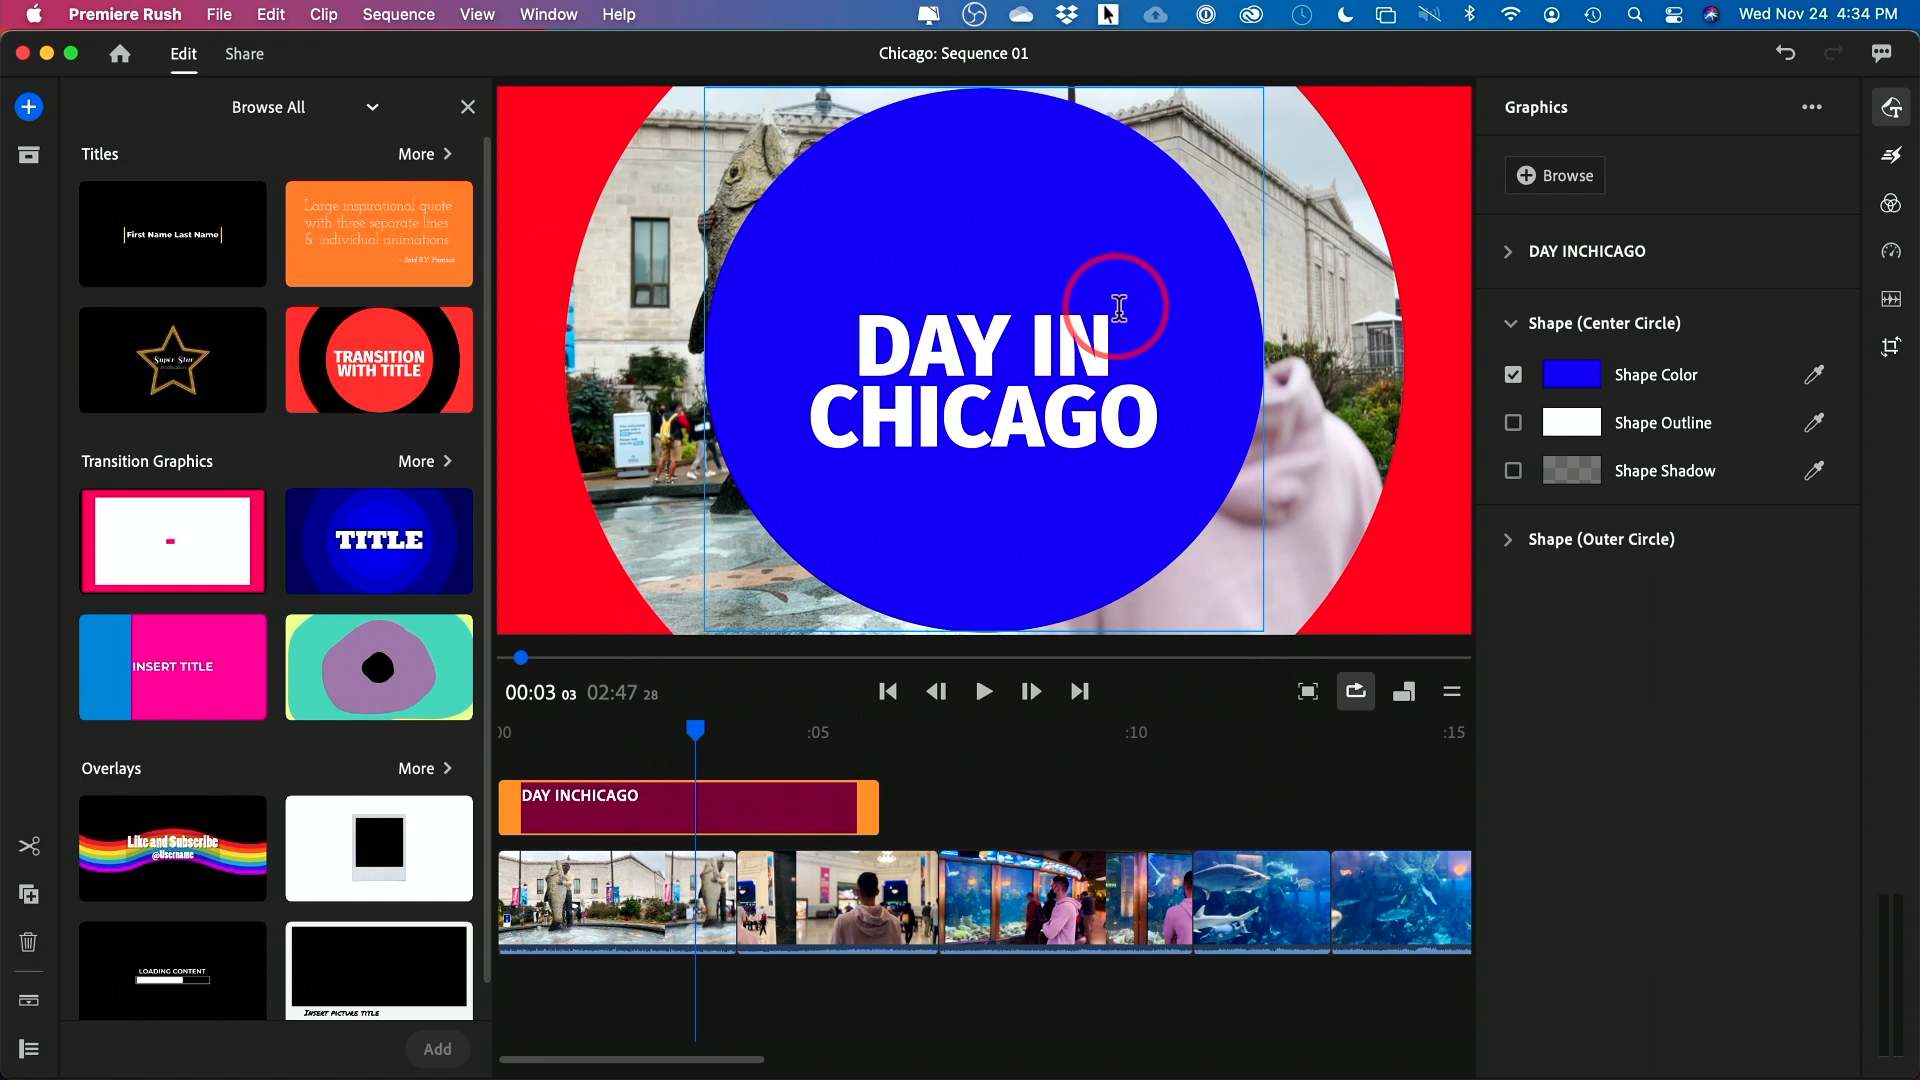 Premiere Rush File Edit Clip Sequence View Window Help Wed Nov 24 4:34 PM
Edit Share Chicago: Sequence 01
Browse All
Titles More
First Name Last Name
Large inspirational quote
with three separate lines
& individual animations
- Said B.Y. Famous
Super Star
TRANSITION
WITH TITLE
Transition Graphics More
TITLE
INSERT TITLE
Overlays More
Like and Subscribe
@Username
LOADING CONTENT
INSERT PICTURE TITLE
Add
DAY IN
CHICAGO
00:03 03 02:47 28
:05 :10 :15
DAY INCHICAGO
Graphics
Browse
DAY INCHICAGO
Shape (Center Circle)
Shape Color
Shape Outline
Shape Shadow
Shape (Outer Circle)